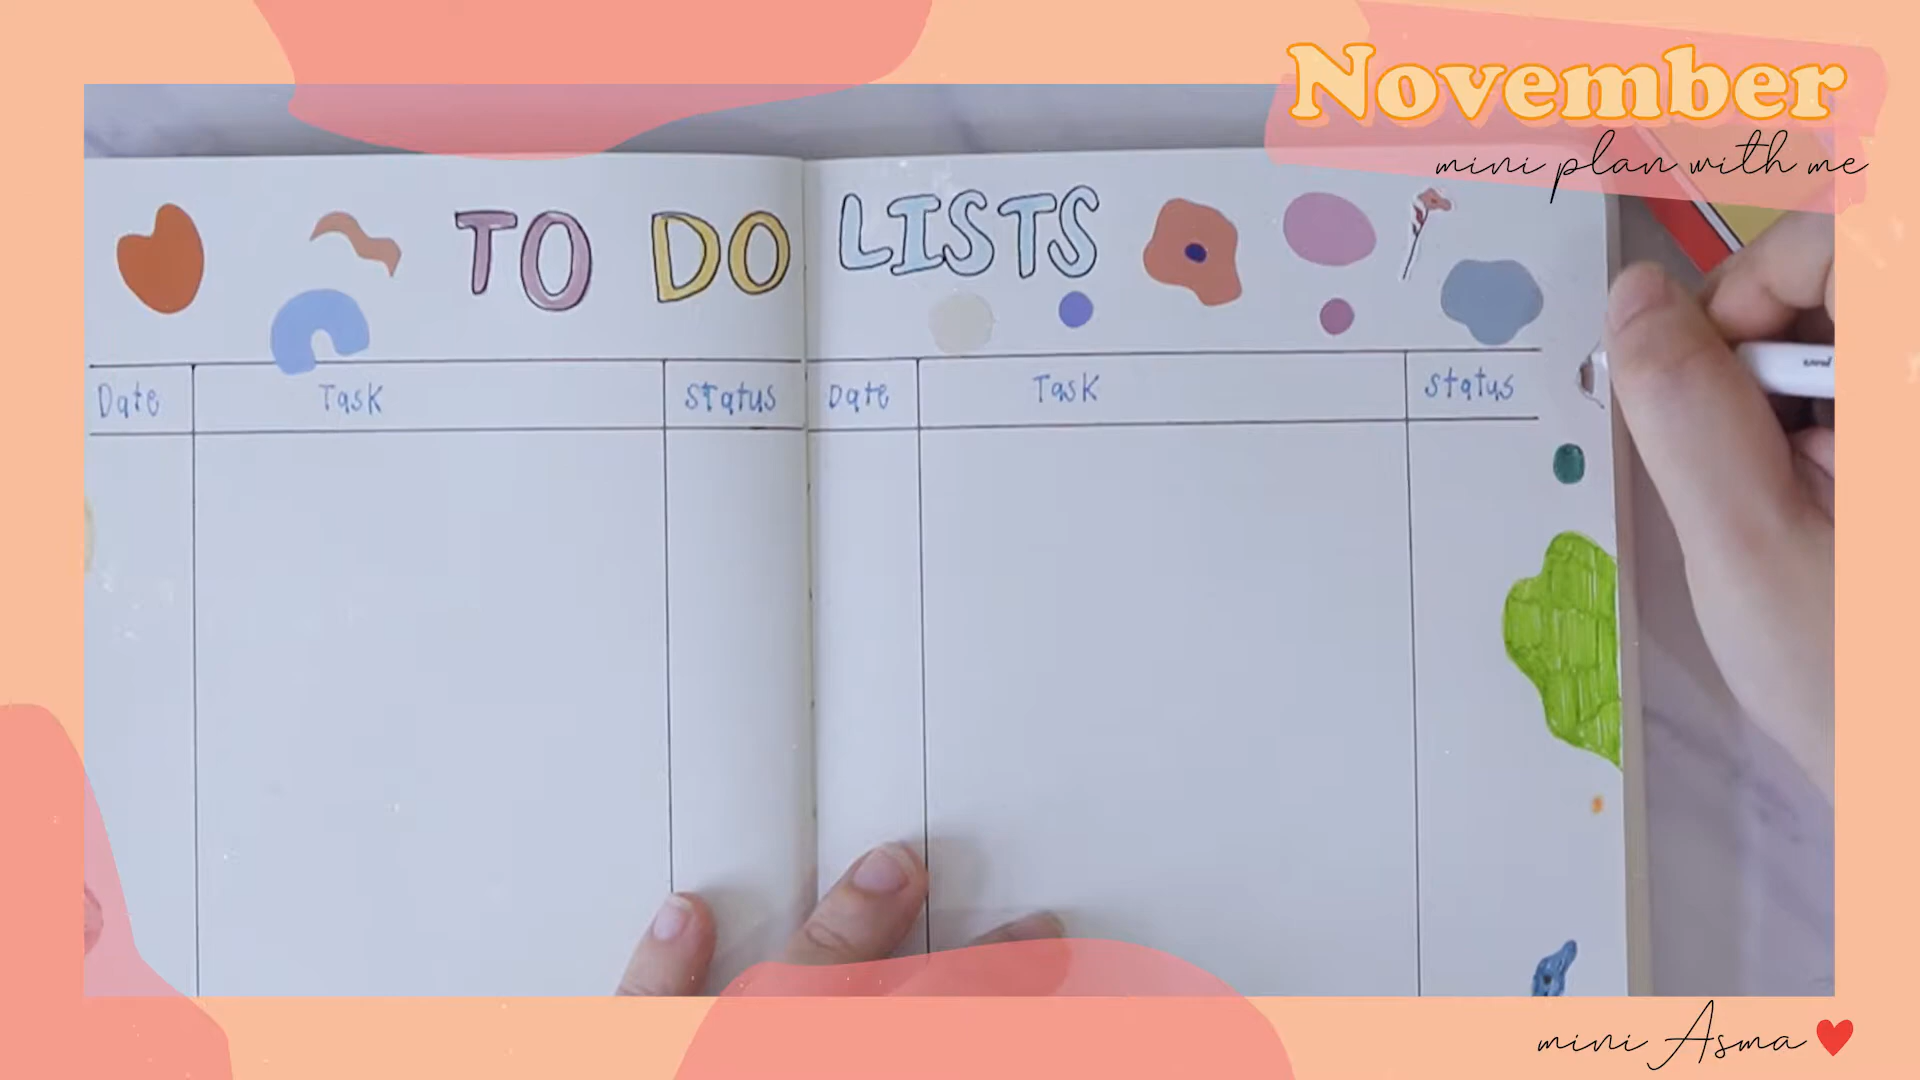 November
mini plan with me
TO DO LISTS
Date Task Status Date Task Status
mini Asma